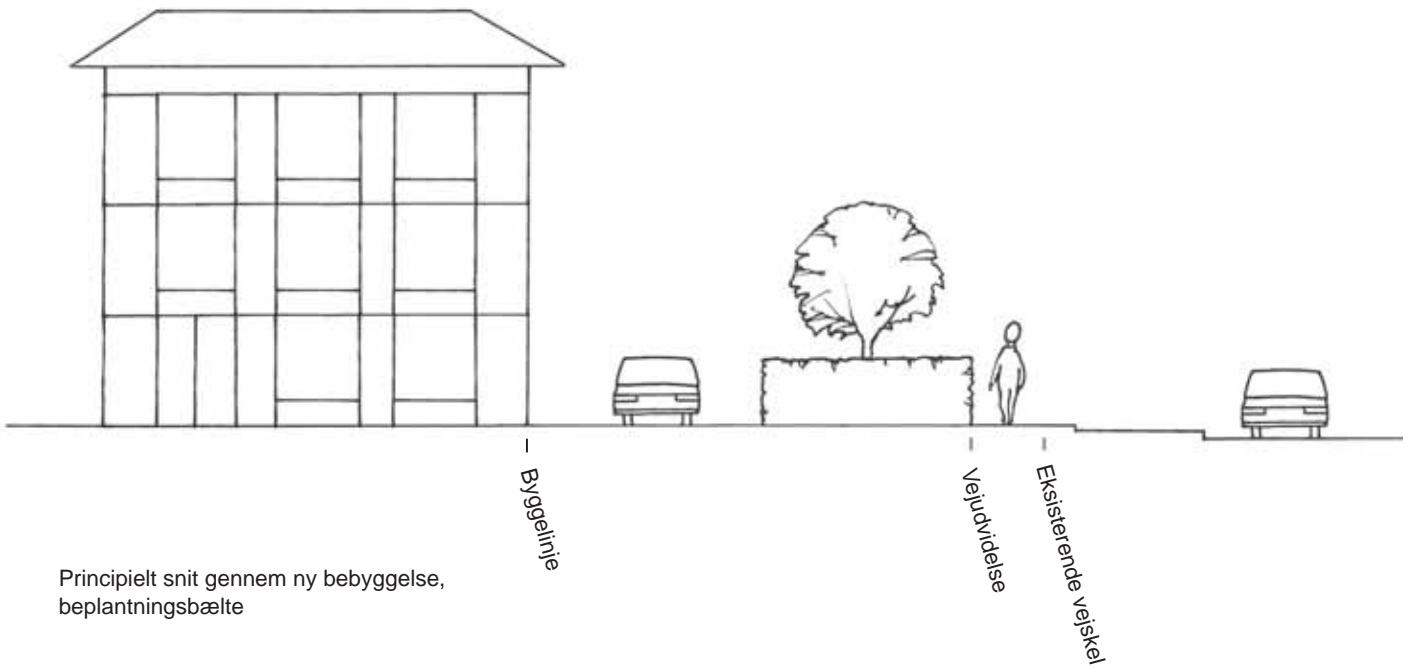 Byggelinje
Vejudvidelse
Eksisterende vejskel
Principielt snit gennem ny bebyggelse,
beplantningsbælte